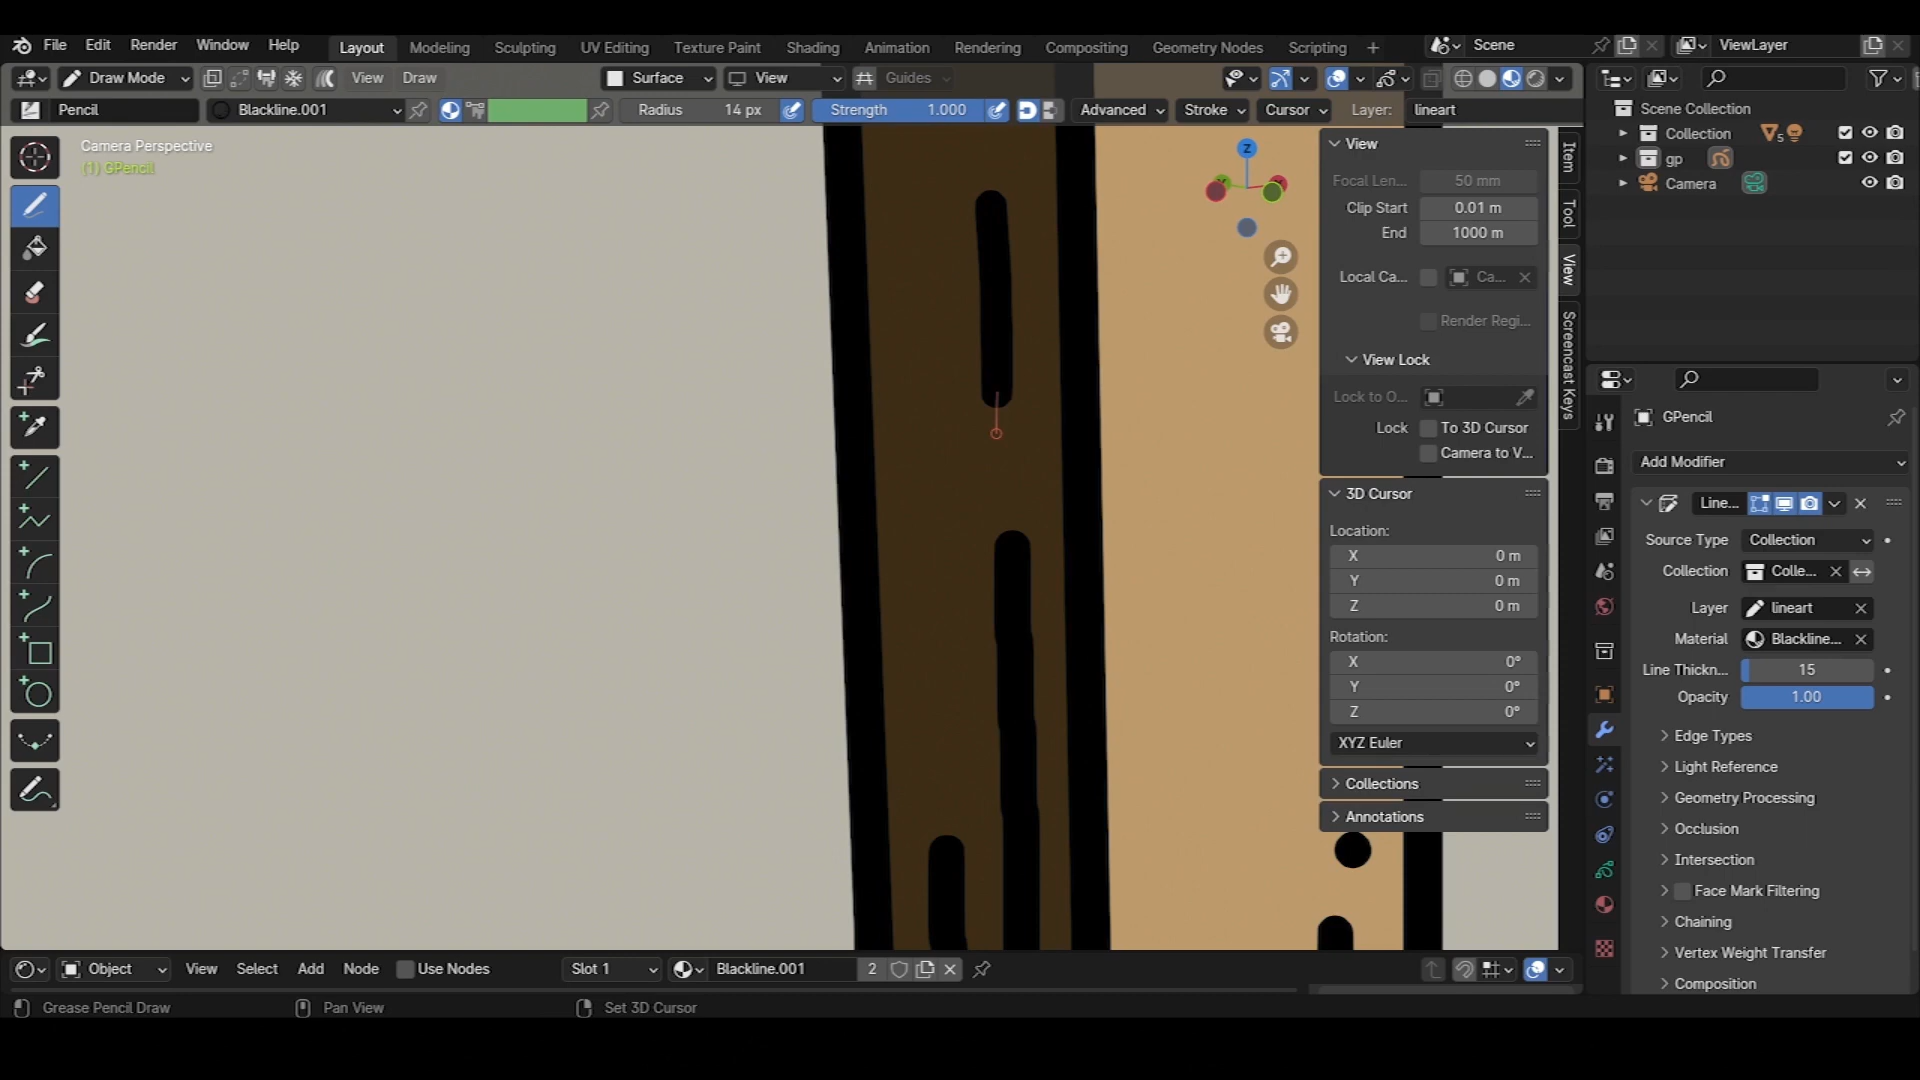 File Edit Render Window Help Layout Modeling Sculpting UV Editing Texture Paint Shading Animation Rendering Compositing Geometry Nodes Scripting + Scene ViewLayer
Draw Mode View Draw Surface View Guides
Pencil Blackline.001 Radius 14 px Strength 1.000 Advanced Stroke Cursor Layer: lineart
Camera Perspective
(1) GPencil
Z
View
Focal Len... 50 mm
Clip Start 0.01 m
End 1000 m
Local Ca... Ca...
Render Regi...
View Lock
Lock to O...
Lock To 3D Cursor
Camera to V...
3D Cursor
Location:
X 0 m
Y 0 m
Z 0 m
Rotation:
X 0°
Y 0°
Z 0°
XYZ Euler
Collections
Annotations
Item
Tool
View
Screencast Keys
Scene Collection
Collection 5
gp
Camera
GPencil
Add Modifier
Line...
Source Type Collection
Collection Colle...
Layer lineart
Material Blackline...
Line Thickn... 15
Opacity 1.00
Edge Types
Light Reference
Geometry Processing
Occlusion
Intersection
Face Mark Filtering
Chaining
Vertex Weight Transfer
Composition
Object View Select Add Node Use Nodes Slot 1 Blackline.001 2
Grease Pencil Draw Pan View Set 3D Cursor